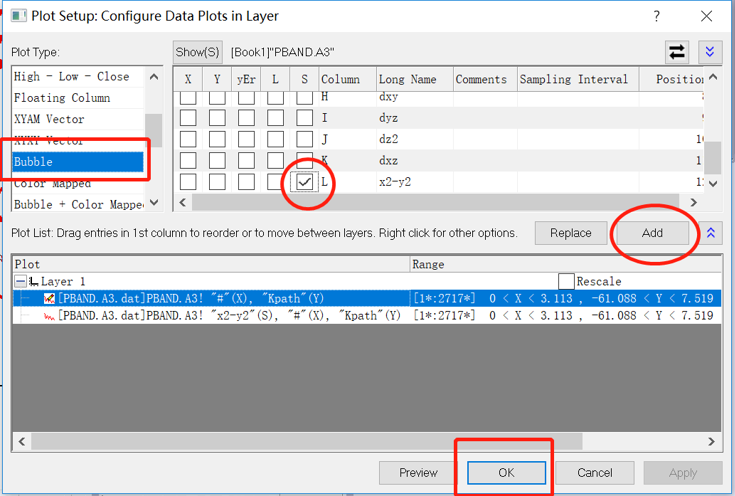 Plot Setup: Configure Data Plots in Layer
Plot Type:
Show(S) [Book1]"PBAND.A3"
High - Low - Close
Floating Column
XYAM Vector
XYXY Vector
Bubble
Color Mapped
Bubble + Color Mapped
X Y yEr L S Column Long Name Comments Sampling Interval Position
H dxy
I dyz
J dz2
K dxz
L x2-y2
Plot List: Drag entries in 1st column to reorder or to move between layers. Right click for other options.
Replace Add
Plot Range
Layer 1 Rescale
[PBAND.A3.dat]PBAND.A3! "#"(X), "Kpath"(Y) [1*:2717*] 0 < X < 3.113 , -61.088 < Y < 7.519
[PBAND.A3.dat]PBAND.A3! "x2-y2"(S), "#"(X), "Kpath"(Y) [1*:2717*] 0 < X < 3.113 , -61.088 < Y < 7.519
Preview OK Cancel Apply